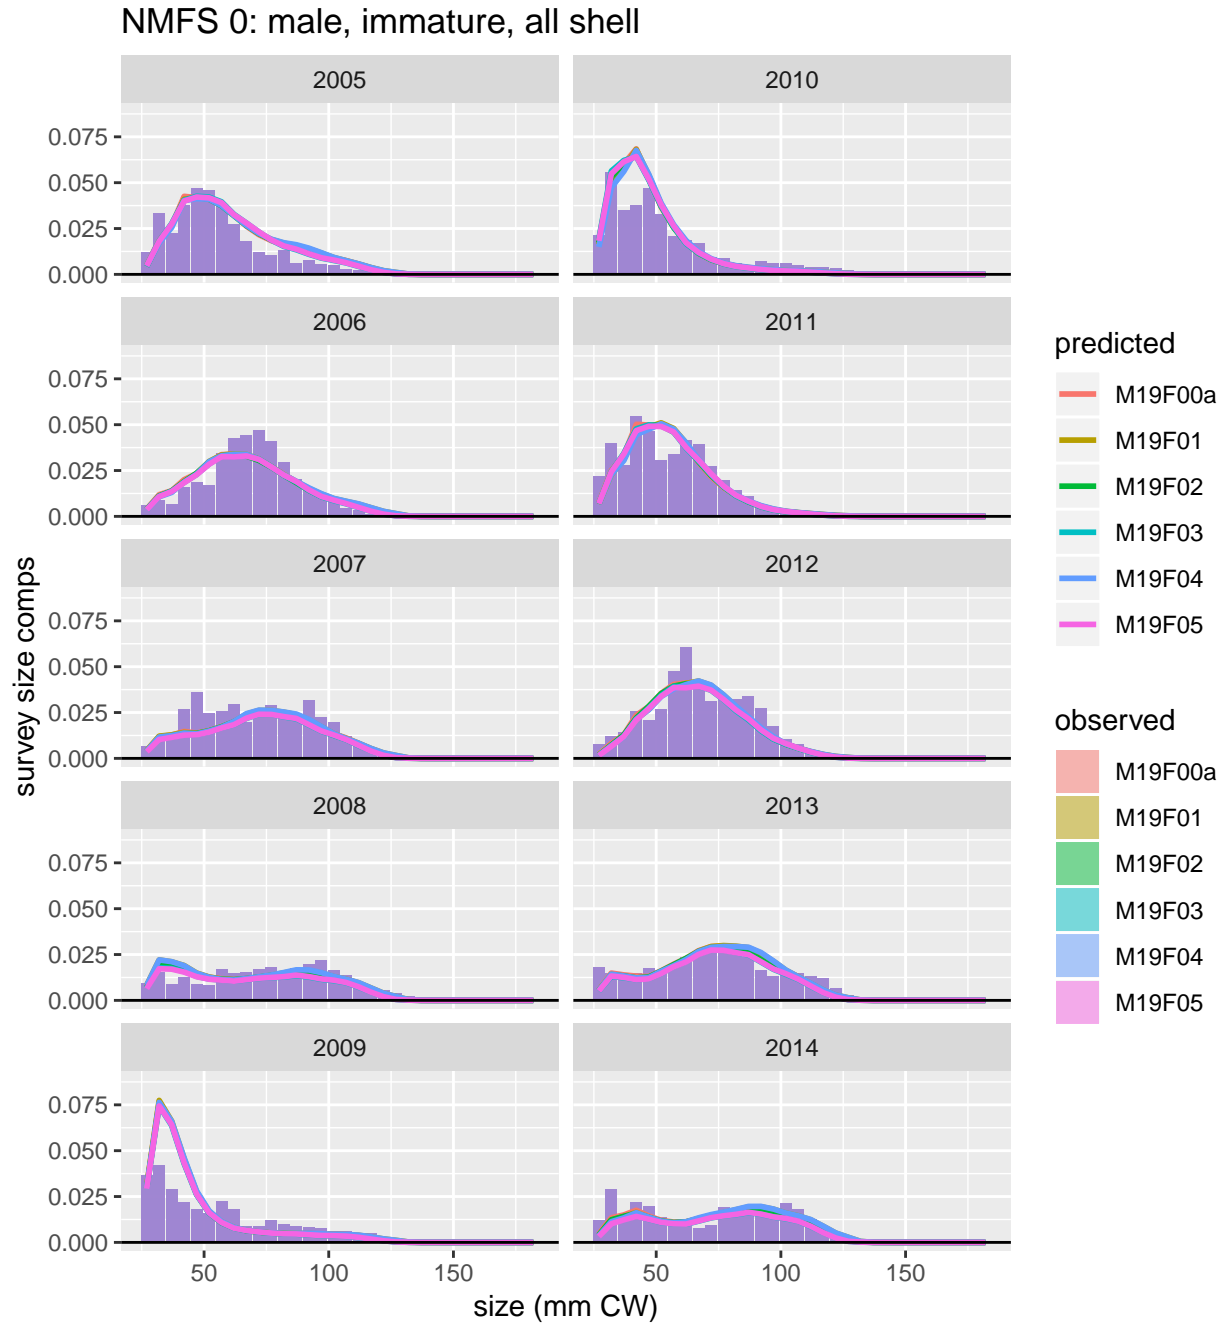 NMFS 0: male, immature, all shell
2005
2010
0.075
0.050
0.025
0.000
2006
2011
0.075
0.050
0.025
0.000
2007
2012
0.075
0.050
0.025
0.000
2008
2013
0.075
0.050
0.025
0.000
2009
2014
0.075
0.050
0.025
0.000
50 100 150
50 100 150
size (mm CW)
survey size comps
predicted
M19F00a
M19F01
M19F02
M19F03
M19F04
M19F05
observed
M19F00a
M19F01
M19F02
M19F03
M19F04
M19F05